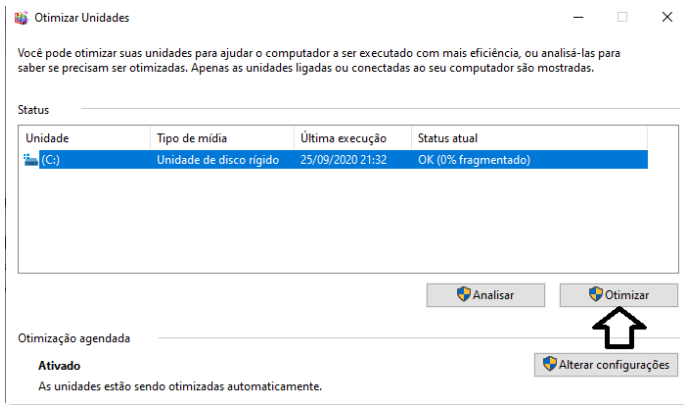 Otimizar Unidades
Você pode otimizar suas unidades para ajudar o computador a ser executado com mais eficiência, ou analisá-las para
saber se precisam ser otimizadas. Apenas as unidades ligadas ou conectadas ao seu computador são mostradas.
Status
Unidade Tipo de mídia Última execução Status atual
(C:) Unidade de disco rígido 25/09/2020 21:32 OK (0% fragmentado)
Analisar Otimizar
Otimização agendada
Ativado Alterar configurações
As unidades estão sendo otimizadas automaticamente.